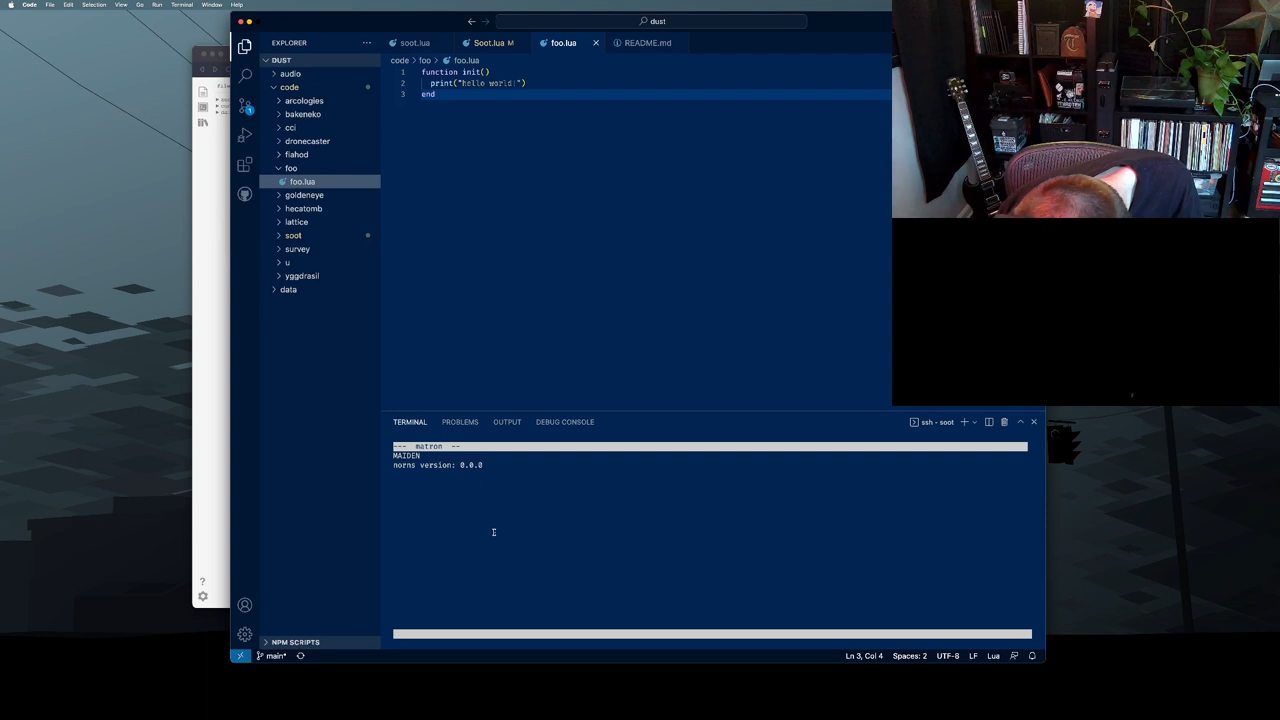 Code File Edit Selection View Go Run Terminal Window Help
dust
EXPLORER
soot.lua Soot.lua M foo.lua README.md
DUST
code foo foo.lua
audio
code
arcologies
bakeneko
cci
dronecaster
fiahod
foo
foo.lua
goldeneye
hecatomb
lattice
soot
survey
u
yggdrasil
data
1 function init()
2 print("hello world!")
3 end
1
TERMINAL PROBLEMS OUTPUT DEBUG CONSOLE ssh - soot
--- matron --
MAIDEN
norns version: 0.0.0
NPM SCRIPTS
main* Ln 3, Col 4 Spaces: 2 UTF-8 LF Lua